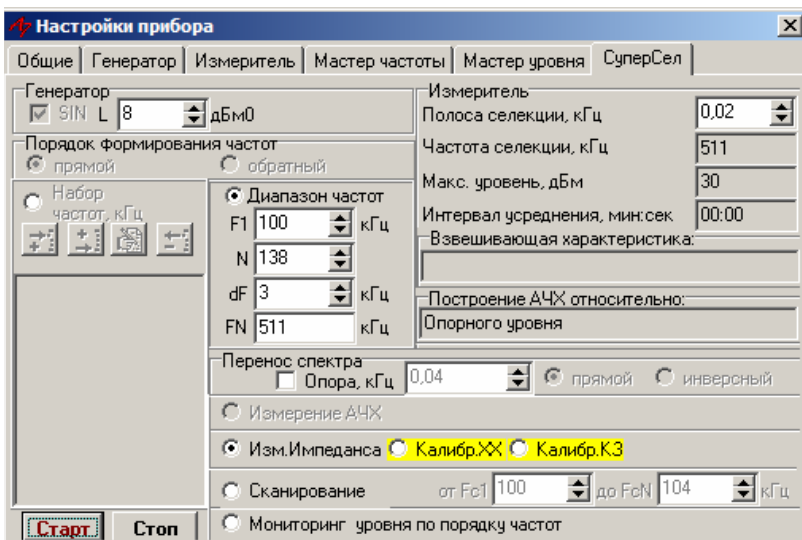 Настройки прибора
Общие Генератор Измеритель Мастер частоты Мастер уровня СуперСел
Генератор
SIN L 8 дБм0
Порядок формирования частот
прямой обратный
Набор частот, кГц
Диапазон частот
F1 100 кГц
N 138
dF 3 кГц
FN 511 кГц
Измеритель
Полоса селекции, кГц 0,02
Частота селекции, кГц 511
Макс. уровень, дБм 30
Интервал усреднения, мин:сек 00:00
Взвешивающая характеристика:
Построение АЧХ относительно:
Опорного уровня
Перенос спектра
Опора, кГц 0,04 прямой инверсный
Измерение АЧХ
Изм.Импеданса Калибр.ХХ Калибр.КЗ
Сканирование от Fc1 100 до FcN 104 кГц
Мониторинг уровня по порядку частот
Старт Стоп